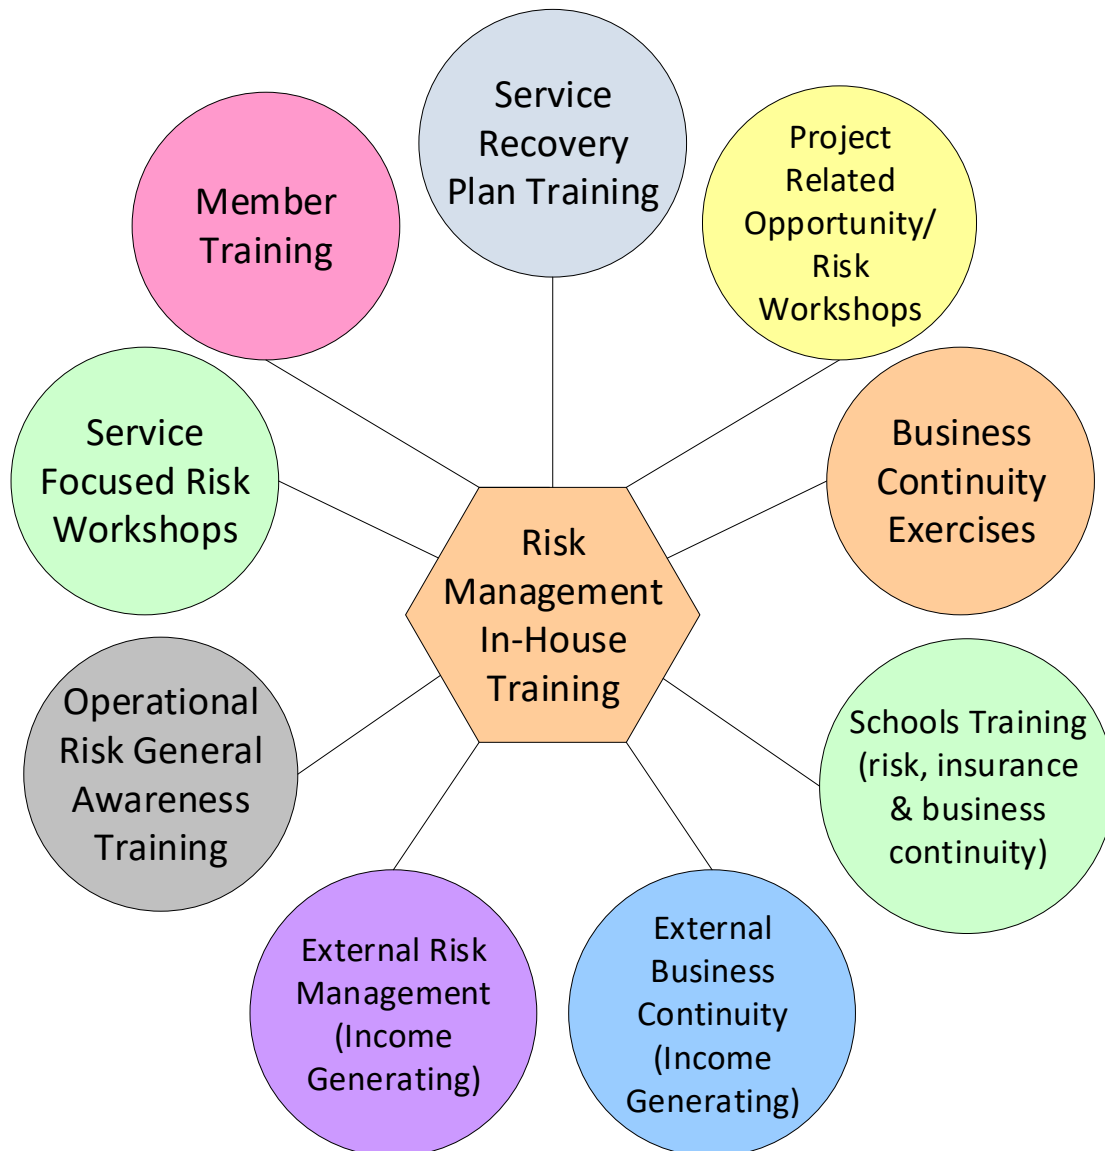 Service
Recovery
Plan Training
Project
Related
Opportunity/
Risk
Workshops
Member
Training
Business
Continuity
Exercises
Service
Focused Risk
Workshops
Risk
Management
In-House
Training
Schools Training
(risk, insurance
& business
continuity)
Operational
Risk General
Awareness
Training
External Risk
Management
(Income
Generating)
External
Business
Continuity
(Income
Generating)